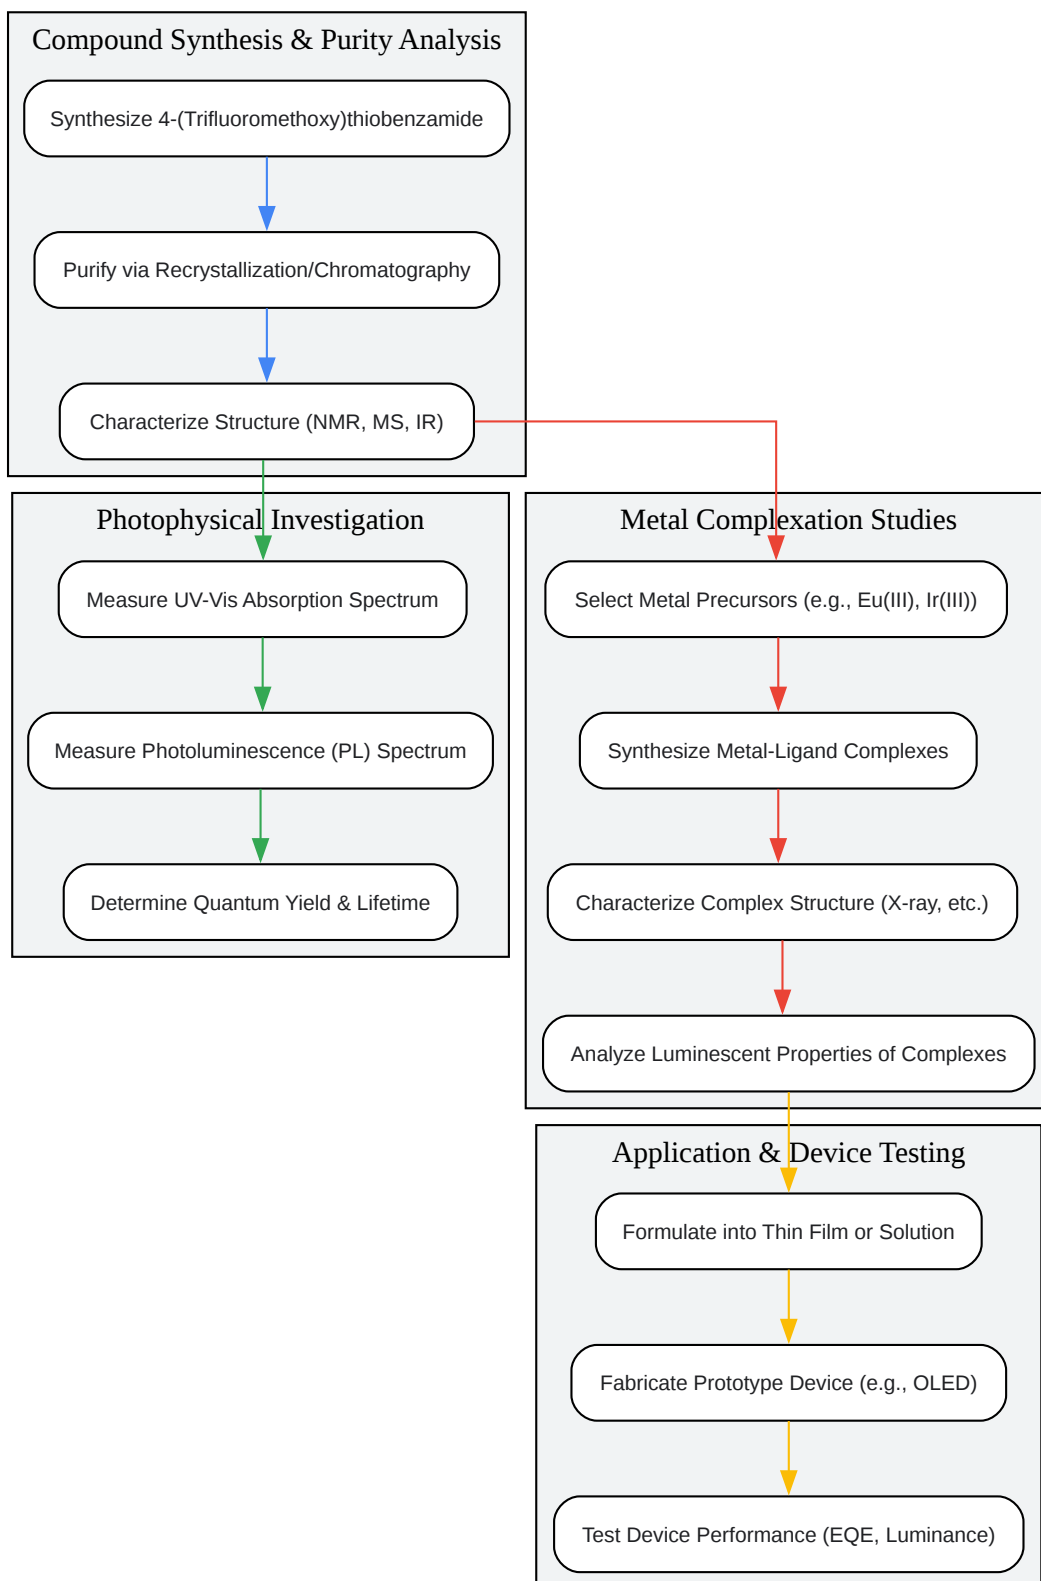 Compound Synthesis & Purity Analysis
Synthesize 4-(Trifluoromethoxy)thiobenzamide
Purify via Recrystallization/Chromatography
Characterize Structure (NMR, MS, IR)
Photophysical Investigation
Measure UV-Vis Absorption Spectrum
Measure Photoluminescence (PL) Spectrum
Determine Quantum Yield & Lifetime
Metal Complexation Studies
Select Metal Precursors (e.g., Eu(III), Ir(III))
Synthesize Metal-Ligand Complexes
Characterize Complex Structure (X-ray, etc.)
Analyze Luminescent Properties of Complexes
Application & Device Testing
Formulate into Thin Film or Solution
Fabricate Prototype Device (e.g., OLED)
Test Device Performance (EQE, Luminance)